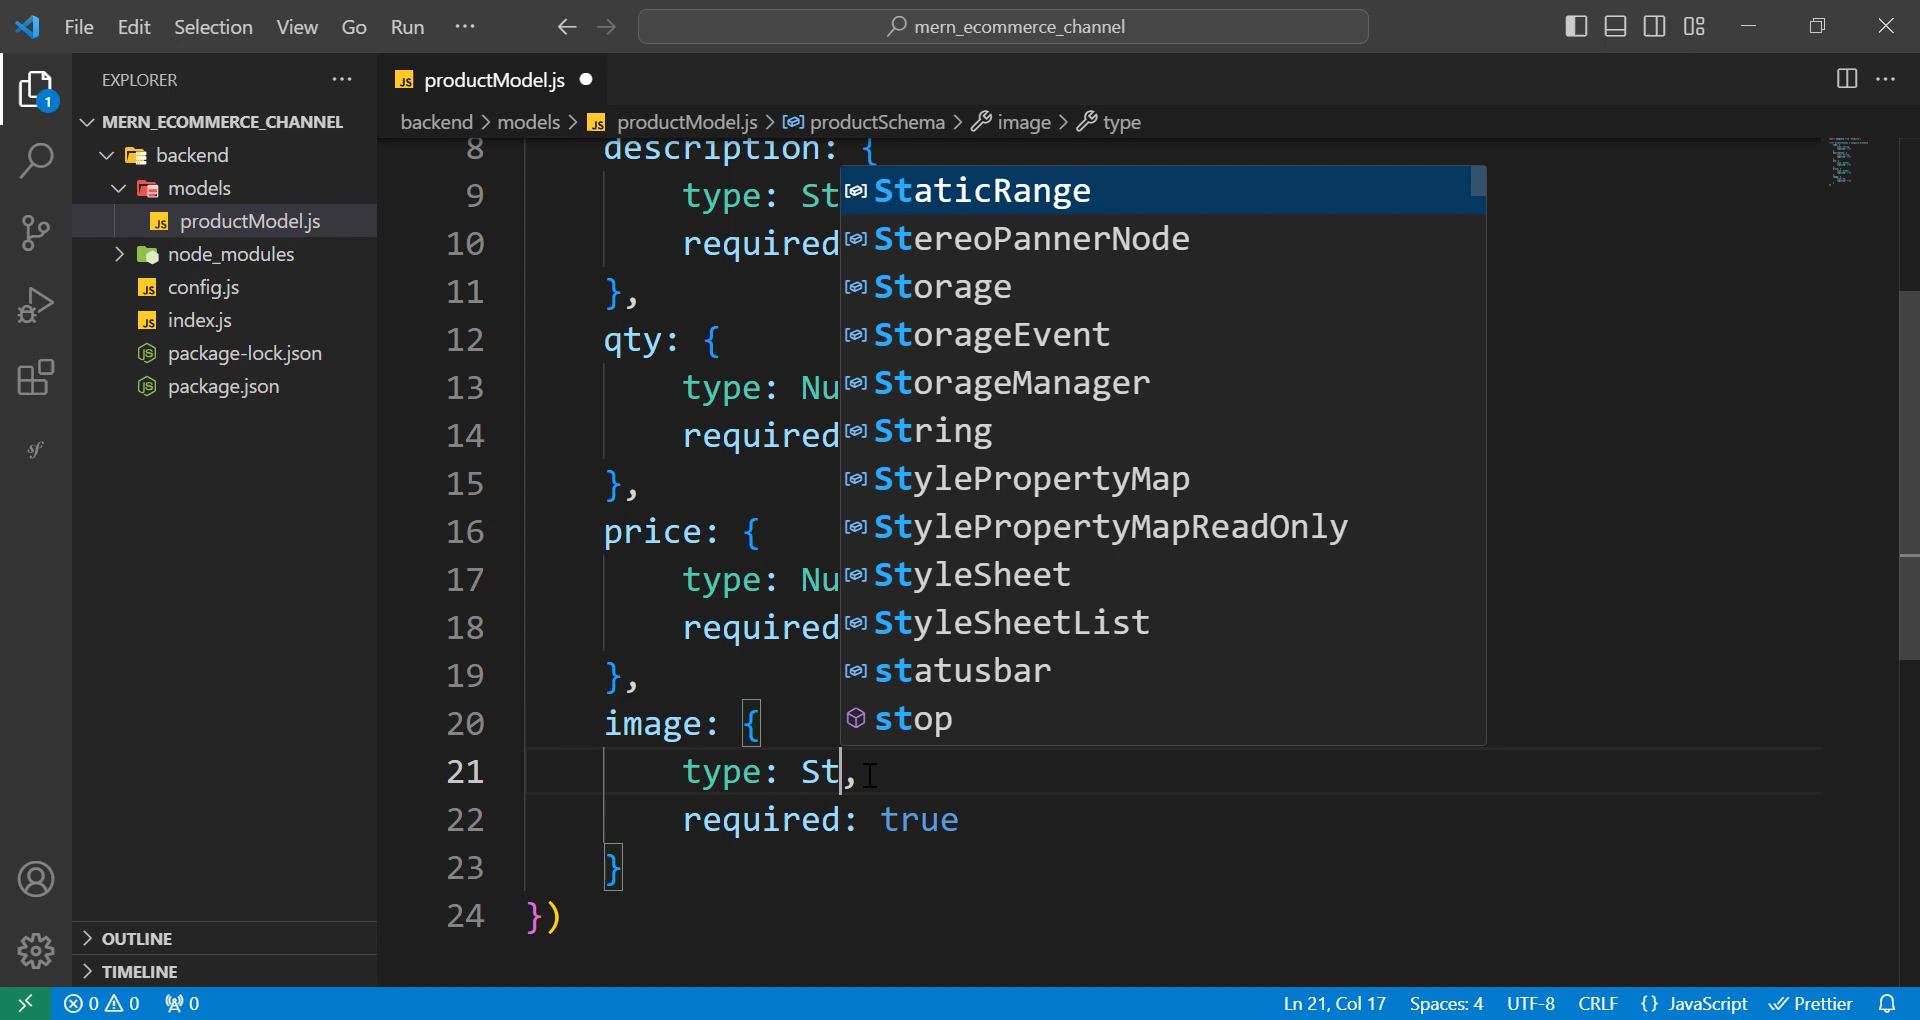 File Edit Selection View Go Run ···
mern_ecommerce_channel
EXPLORER ···
MERN_ECOMMERCE_CHANNEL
backend
models
productModel.js
node_modules
config.js
index.js
package-lock.json
package.json
OUTLINE
TIMELINE
1
sf
productModel.js
backend > models > productModel.js > productSchema > image > type
8 description: {
9 type: St
10 required
11 },
12 qty: {
13 type: Nu
14 required
15 },
16 price: {
17 type: Nu
18 required
19 },
20 image: {
21 type: St,
22 required: true
23 }
24 })
StaticRange
StereoPannerNode
Storage
StorageEvent
StorageManager
String
StylePropertyMap
StylePropertyMapReadOnly
StyleSheet
StyleSheetList
statusbar
stop
0 0 0 Ln 21, Col 17 Spaces: 4 UTF-8 CRLF {} JavaScript Prettier